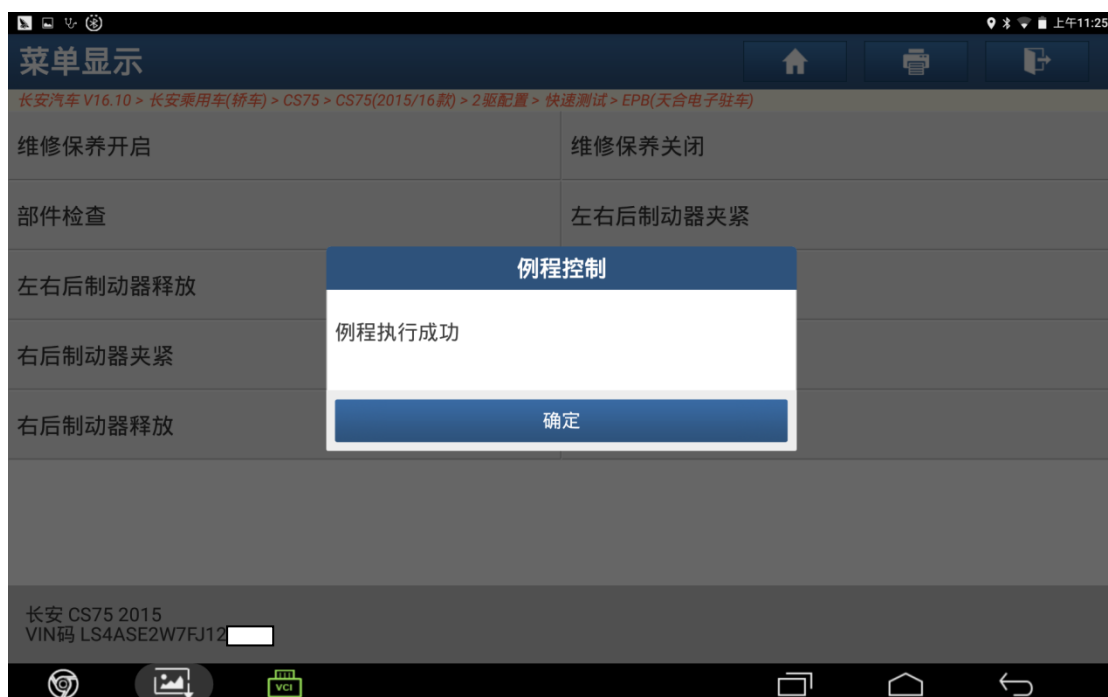 上午11:25
菜单显示
长安汽车 V16.10 > 长安乘用车(轿车) > CS75 > CS75(2015/16款) > 2驱配置 > 快速测试 > EPB(天合电子驻车)
维修保养开启
维修保养关闭
部件检查
左右后制动器夹紧
左右后制动器释放
例程控制
例程执行成功
右后制动器夹紧
右后制动器释放
确定
长安 CS75 2015
VIN码 LS4ASE2W7FJ12
VCI